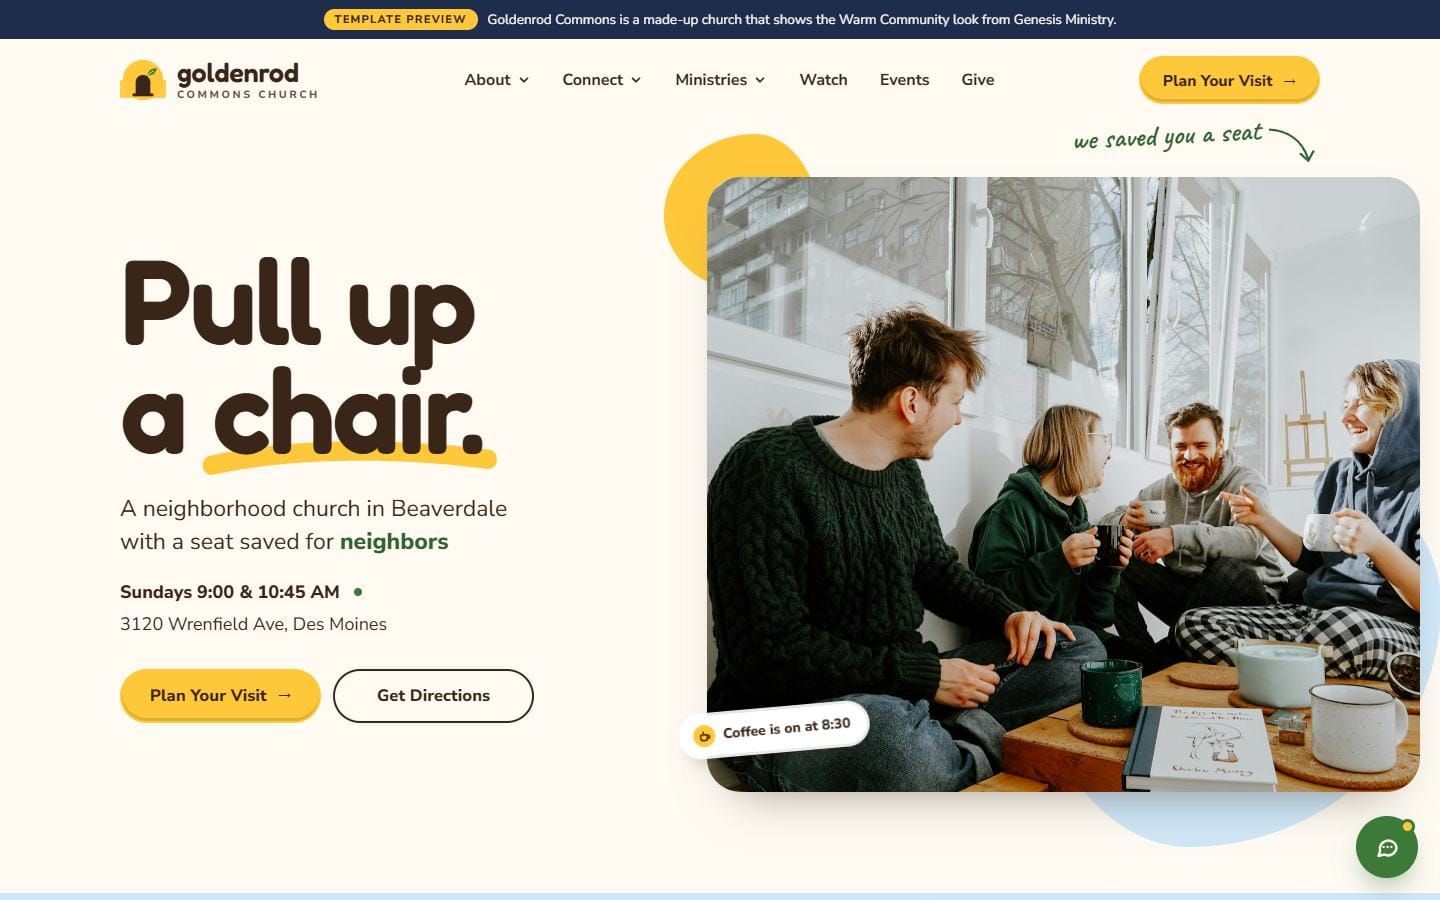 TEMPLATE PREVIEW Goldenrod Commons is a made-up church that shows the Warm Community look from Genesis Ministry.
goldenrod
COMMONS CHURCH
About Connect Ministries Watch Events Give
Plan Your Visit →
we saved you a seat
Pull up
a chair.
A neighborhood church in Beaverdale
with a seat saved for neighbors
Sundays 9:00 & 10:45 AM
3120 Wrenfield Ave, Des Moines
Plan Your Visit →
Get Directions
Coffee is on at 8:30